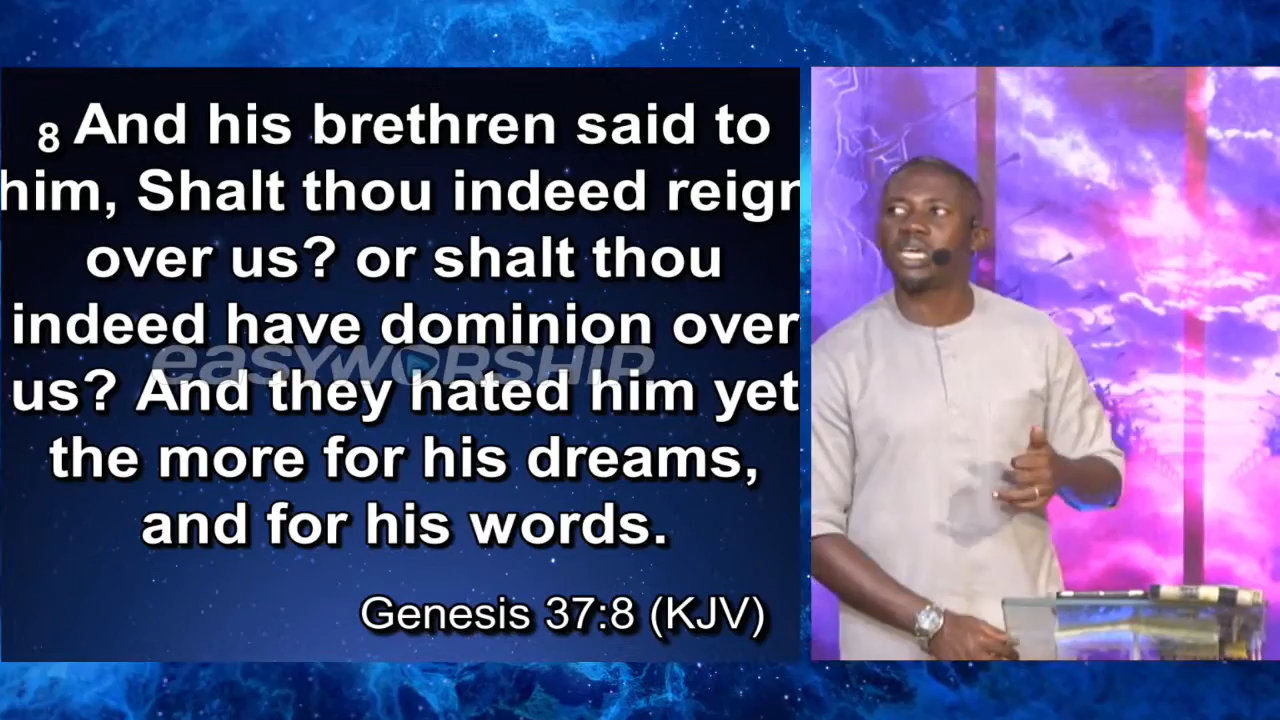 8 And his brethren said to
him, Shalt thou indeed reign
over us? or shalt thou
indeed have dominion over
us? And they hated him yet
the more for his dreams,
and for his words.
easyworship
Genesis 37:8 (KJV)